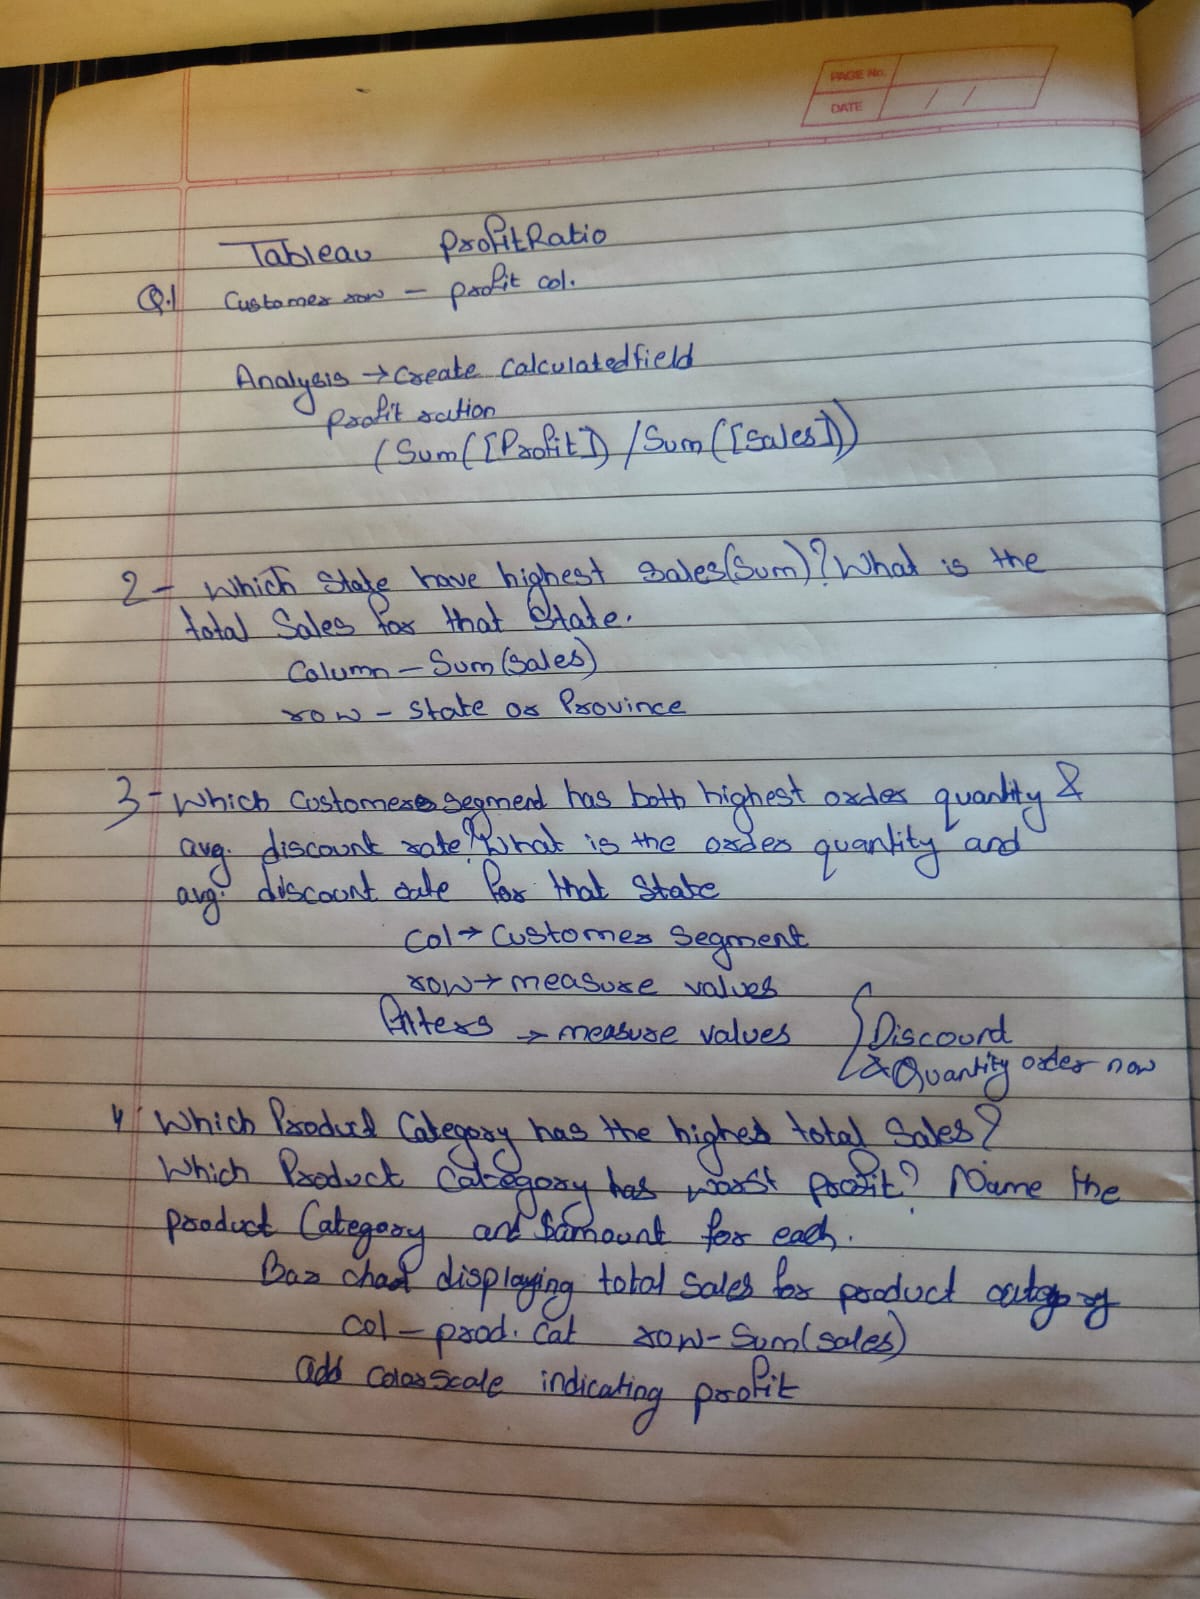 PAGE No.
DATE / /
Tableau ProfitRatio
Q.1 Customer row - profit col.
Analysis → Create Calculatedfield
Profit ration
(Sum([Profit]) / Sum([Sales]))
2 - Which State have highest Sales(Sum)? What is the
total Sales for that State.
Column - Sum(Sales)
row - State or Province
3 - Which Customer segment has both highest order quantity &
avg. discount rate? What is the order quantity and
avg. discount rate for that State
Col → Customer Segment
row → measure values
filters → measure values { Discound
& Quantity order now
4 Which Product Category has the highest total Sales?
Which Product Category has worst profit? Name the
product Category and $amount for each.
Bar chart displaying total Sales for product category
Col - prod. Cat row - Sum(sales)
add ColorScale indicating profit